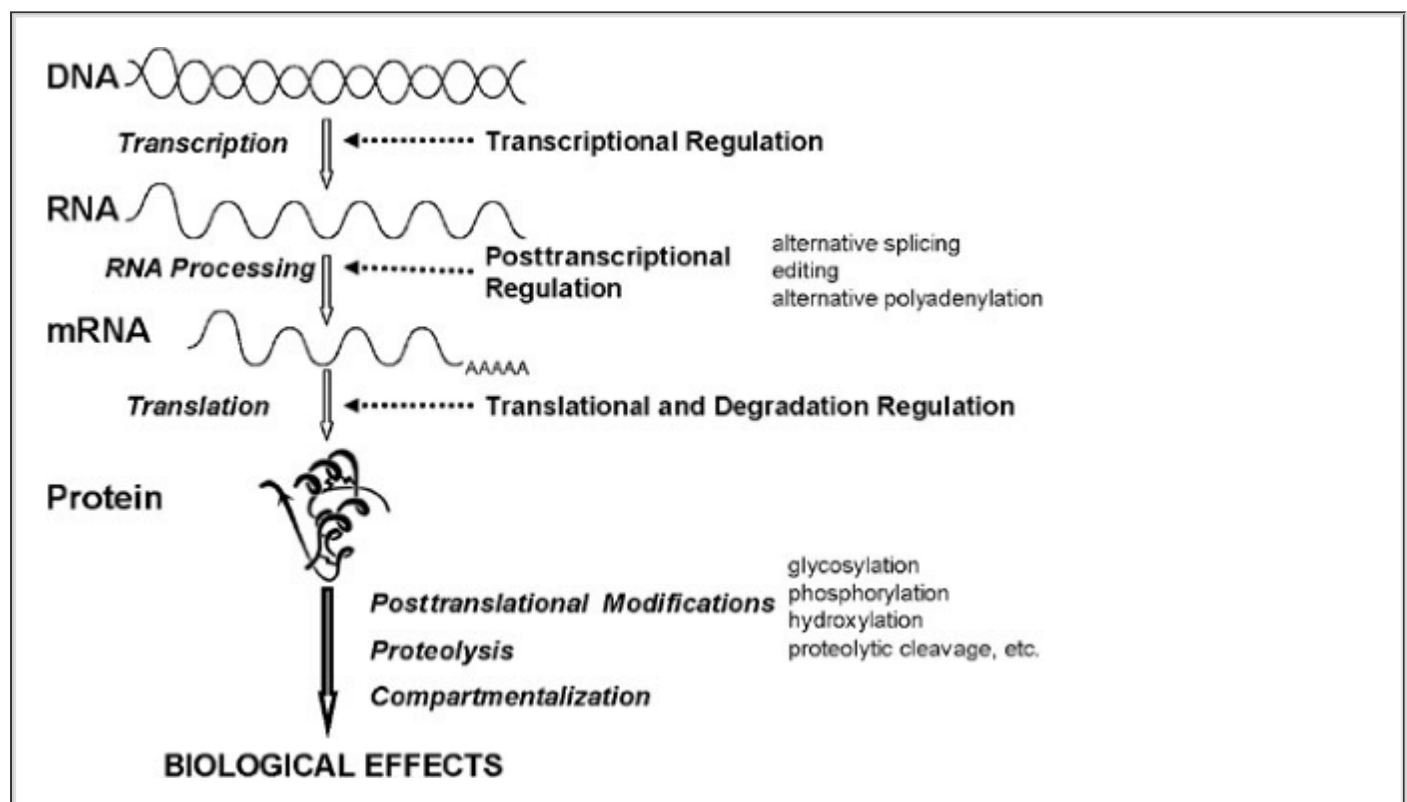 DNA
Transcription
Transcriptional Regulation
RNA
RNA Processing
Posttranscriptional
Regulation
alternative splicing
editing
alternative polyadenylation
mRNA
AAAAA
Translation
Translational and Degradation Regulation
Protein
Posttranslational Modifications
glycosylation
phosphorylation
hydroxylation
proteolytic cleavage, etc.
Proteolysis
Compartmentalization
BIOLOGICAL EFFECTS